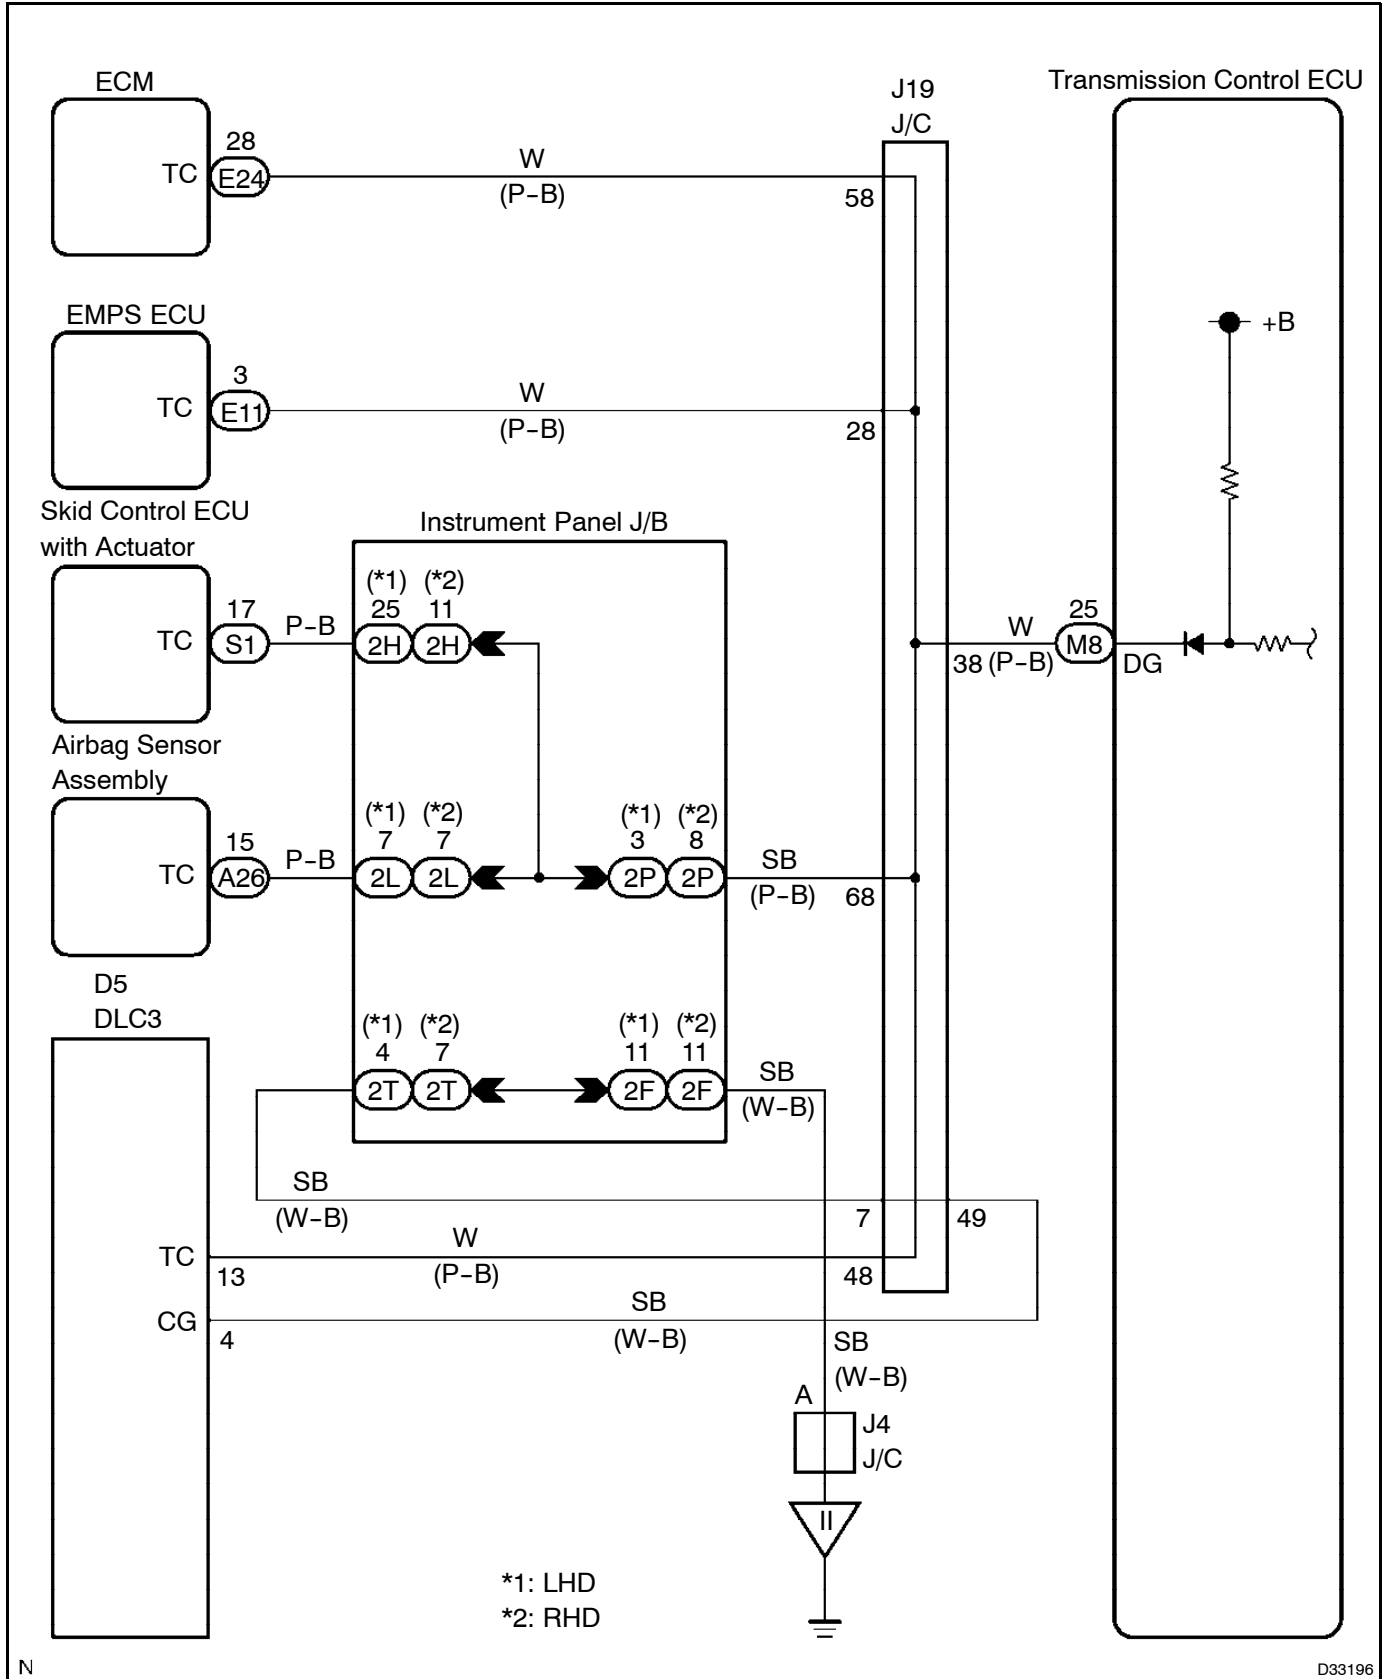 ECM
J19
J/C
Transmission Control ECU
28
TC
E24
W
(P-B)
58
EMPS ECU
+B
3
TC
E11
W
(P-B)
28
Skid Control ECU
with Actuator
Instrument Panel J/B
(*1) (*2)
25 11
17
TC
S1
P-B
2H 2H
W
38 (P-B)
25
M8
DG
Airbag Sensor
Assembly
(*1) (*2)
7 7
(*1) (*2)
3 8
15
TC
A26
P-B
2L 2L
2P 2P
SB
(P-B)
68
D5
DLC3
(*1) (*2)
4 7
(*1) (*2)
11 11
2T 2T
2F 2F
SB
(W-B)
SB
(W-B)
7
49
TC
13
W
(P-B)
48
CG
4
SB
(W-B)
SB
(W-B)
A
J4
J/C
II
*1: LHD
*2: RHD
N
D33196